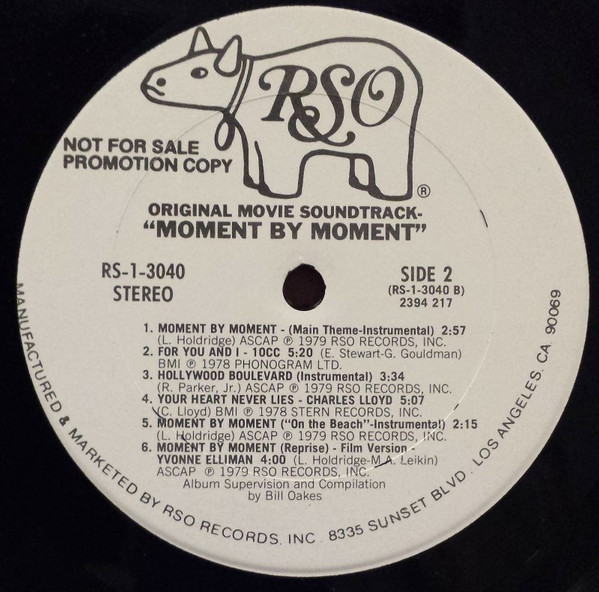 RSO
®
NOT FOR SALE
PROMOTION COPY
ORIGINAL MOVIE SOUNDTRACK-
“MOMENT BY MOMENT”
RS-1-3040
STEREO
SIDE 2
(RS-1-3040 B)
2394 217
1. MOMENT BY MOMENT - (Main Theme-Instrumental) 2:57
(L. Holdridge) ASCAP ℗ 1979 RSO RECORDS, INC.
2. FOR YOU AND I - 10CC 5:20 (E. Stewart-G. Gouldman)
BMI ℗ 1978 PHONOGRAM LTD.
3. HOLLYWOOD BOULEVARD (Instrumental) 3:34
(R. Parker, Jr.) ASCAP ℗ 1979 RSO RECORDS, INC.
4. YOUR HEART NEVER LIES - CHARLES LLOYD 5:07
(C. Lloyd) BMI ℗ 1978 STERN RECORDS, INC.
5. MOMENT BY MOMENT (“On the Beach”-Instrumental) 2:15
(L. Holdridge) ASCAP ℗ 1979 RSO RECORDS, INC.
6. MOMENT BY MOMENT (Reprise) - Film Version -
YVONNE ELLIMAN 4:00 (L. Holdridge-M.A. Leikin)
ASCAP ℗ 1979 RSO RECORDS, INC.
Album Supervision and Compilation
by Bill Oakes
MANUFACTURED & MARKETED BY RSO RECORDS, INC. 8335 SUNSET BLVD. LOS ANGELES, CA. 90069